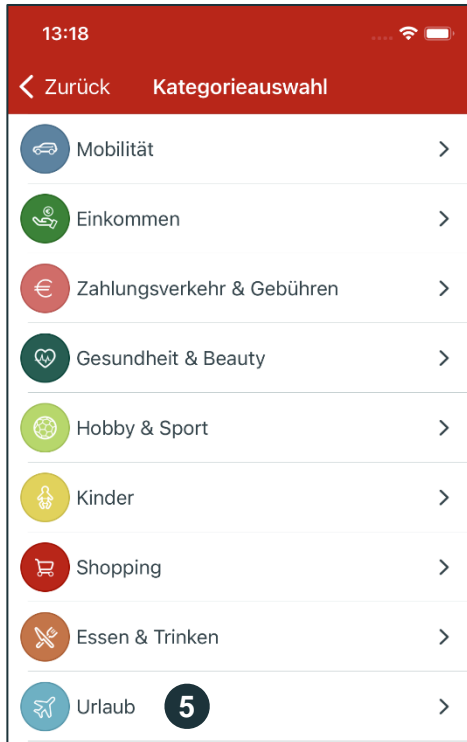 13:18
Zurück Kategorieauswahl
Mobilität
Einkommen
Zahlungsverkehr & Gebühren
Gesundheit & Beauty
Hobby & Sport
Kinder
Shopping
Essen & Trinken
Urlaub 5